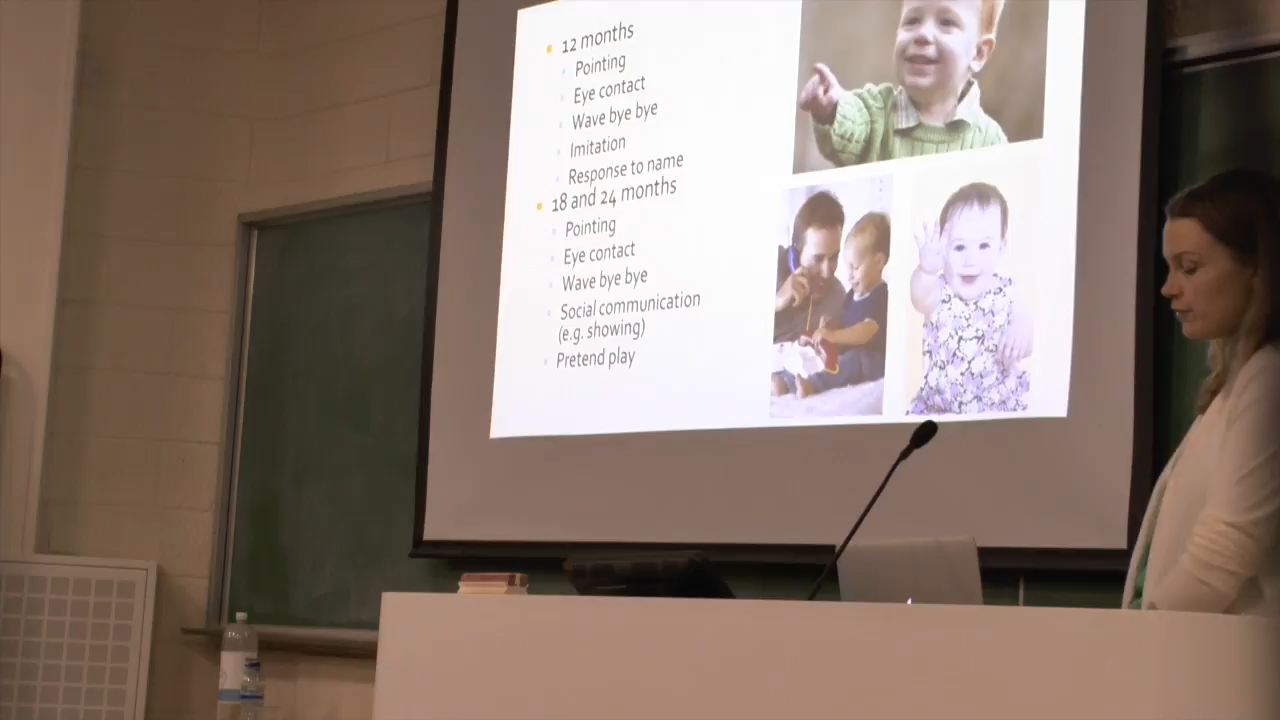 12 months
Pointing
Eye contact
Wave bye bye
Imitation
Response to name
18 and 24 months
Pointing
Eye contact
Wave bye bye
Social communication
(e.g. showing)
Pretend play